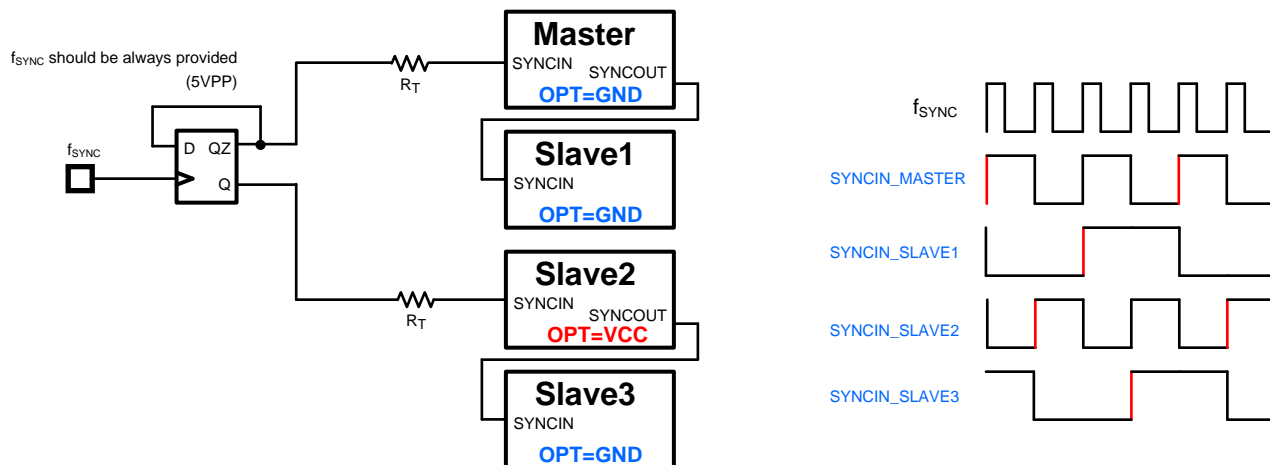 fSYNC should be always provided
(5VPP)
fSYNC
D QZ
Q
RT
Master
SYNCIN
SYNCOUT
OPT=GND
Slave1
SYNCIN
OPT=GND
RT
Slave2
SYNCIN
SYNCOUT
OPT=VCC
Slave3
SYNCIN
OPT=GND
fSYNC
SYNCIN_MASTER
SYNCIN_SLAVE1
SYNCIN_SLAVE2
SYNCIN_SLAVE3